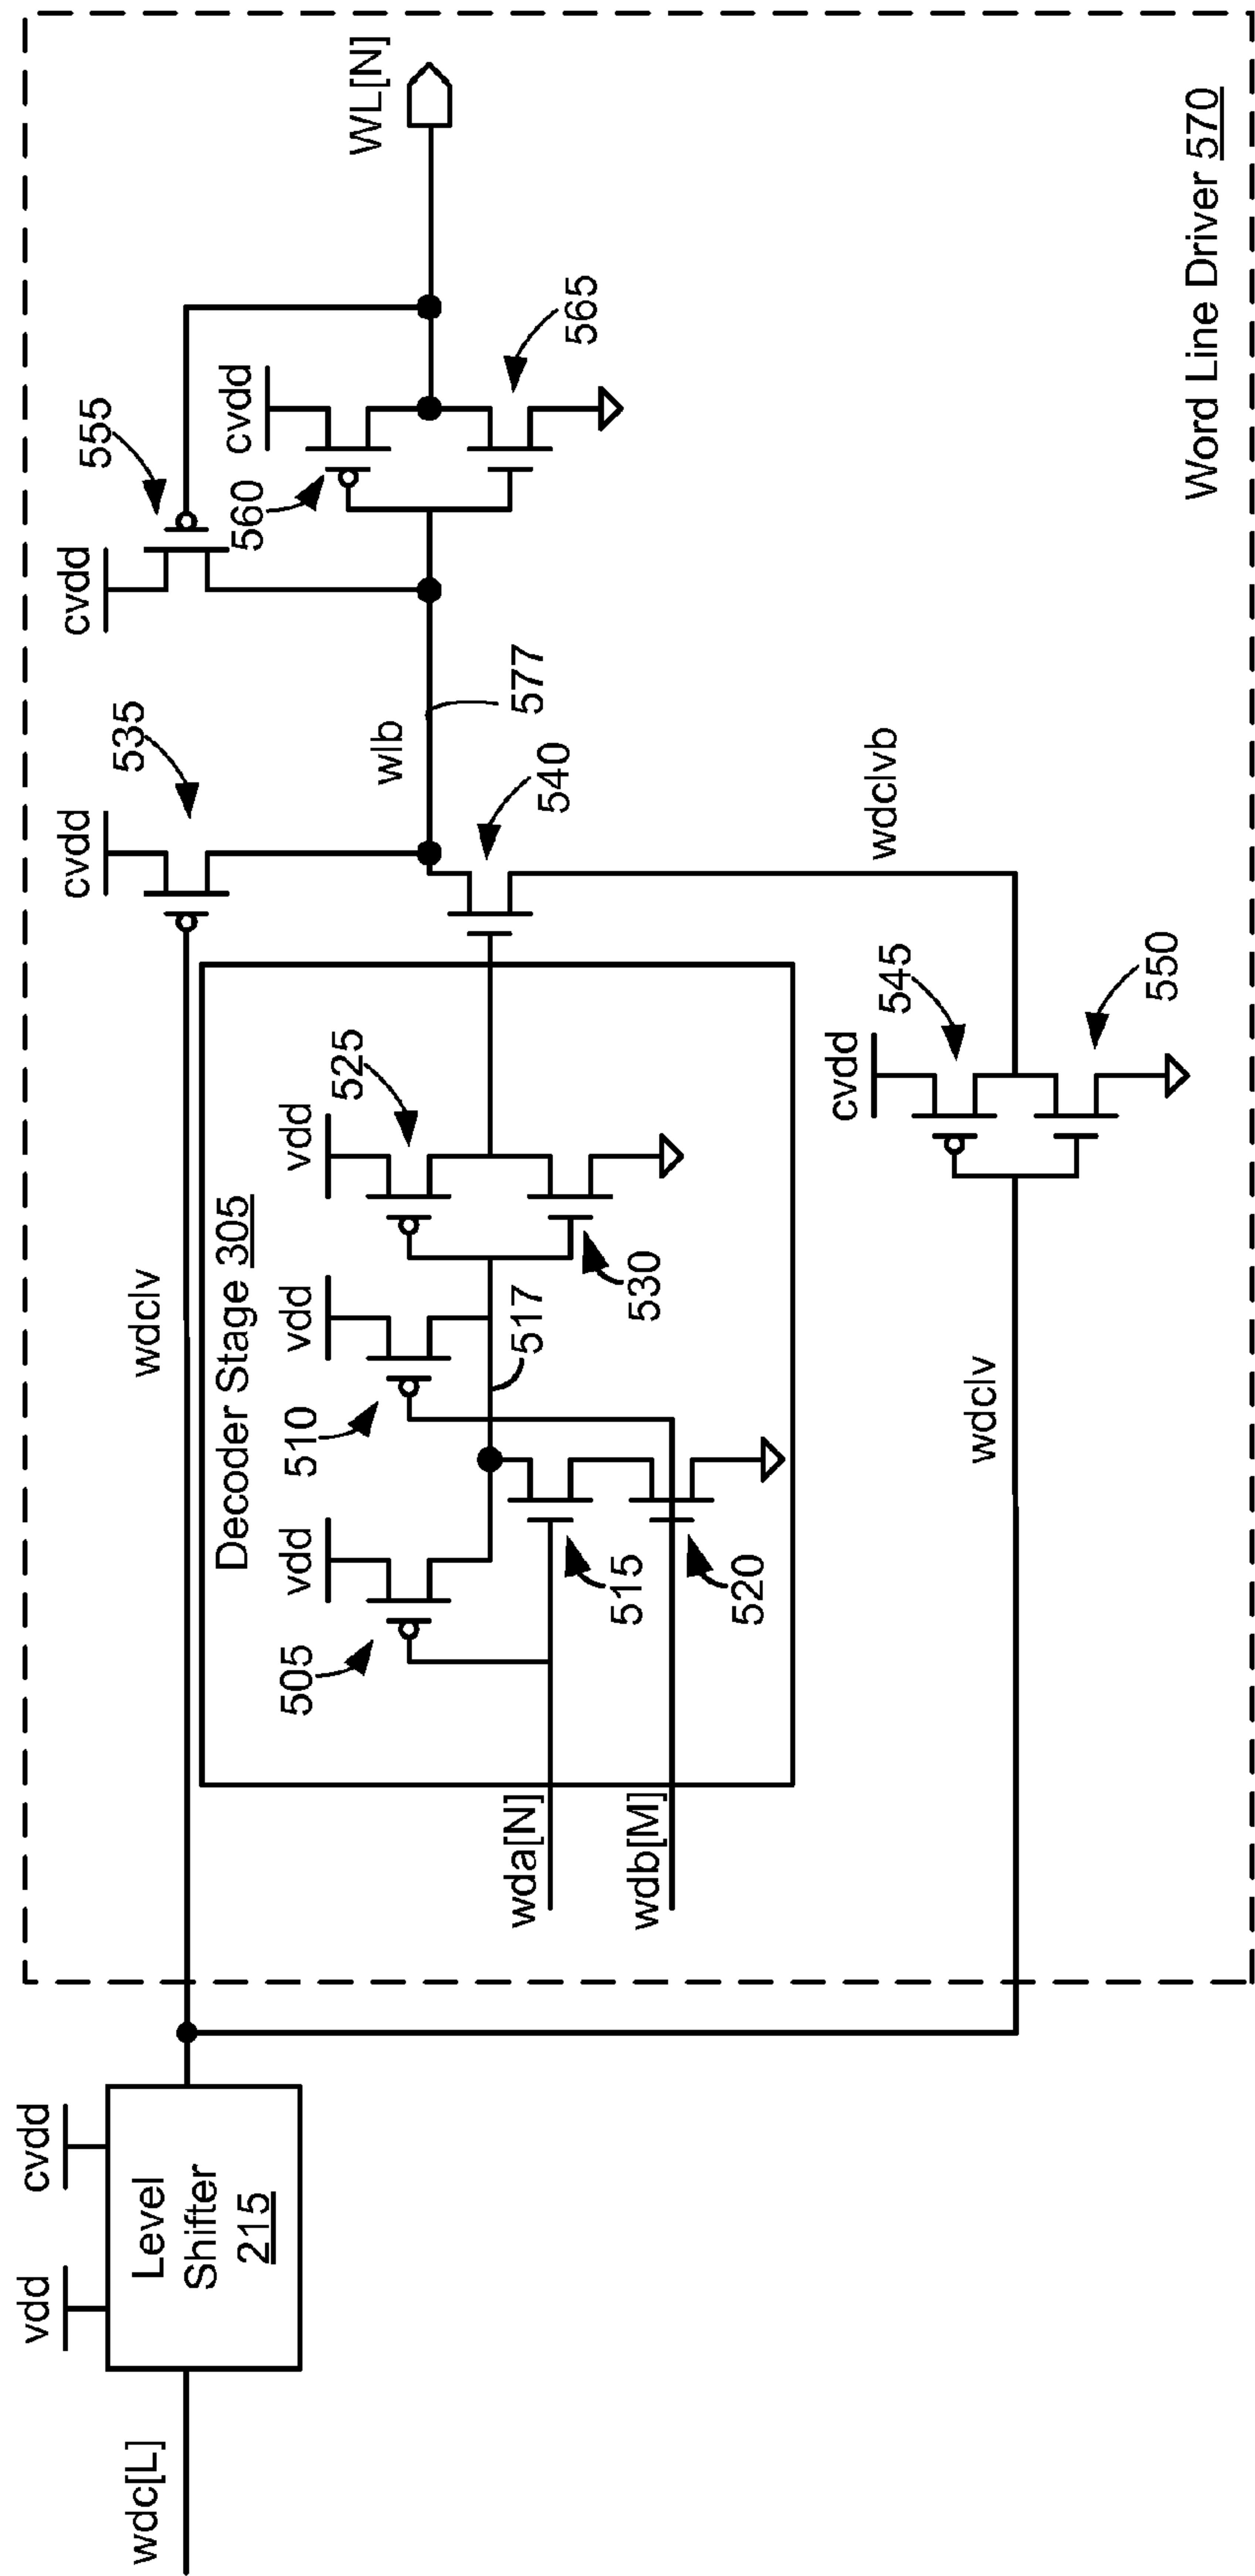 wdc[L]
vdd
cvdd
Level
Shifter
215
wdclv
Decoder Stage 305
wda[N]
wdb[M]
505
vdd
510
vdd
515
520
517
vdd
525
530
cvdd
535
540
wlb
577
cvdd
555
560
cvdd
565
WL[N]
wdclv
cvdd
545
550
wdclvb
Word Line Driver 570